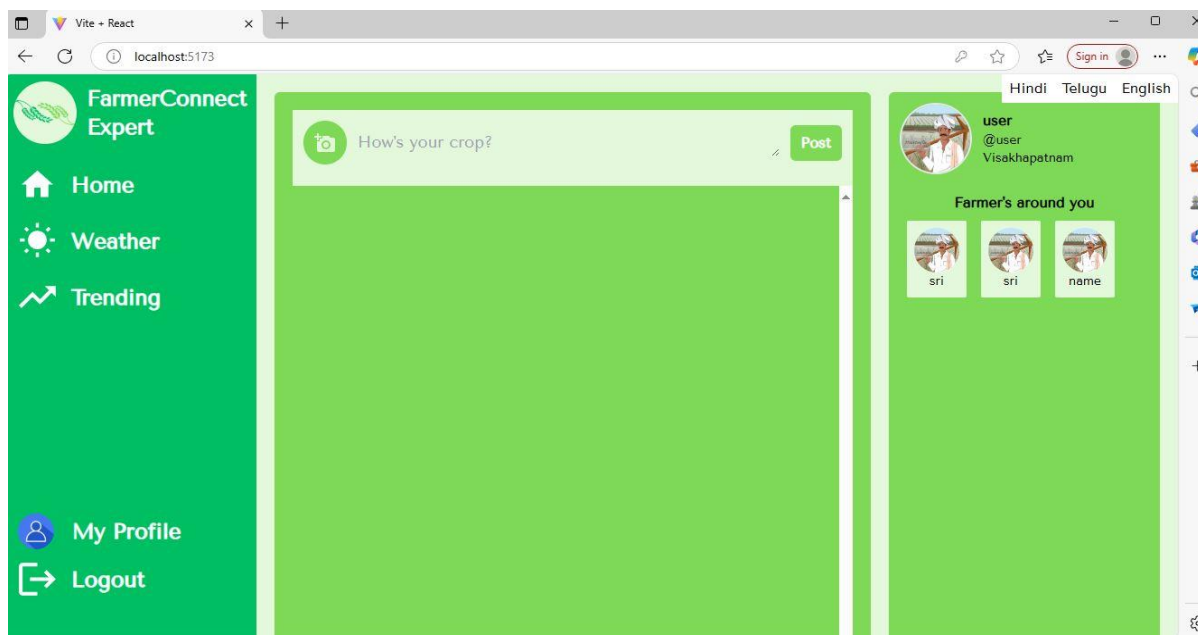 Vite + React
localhost:5173
Sign in
FarmerConnect
Expert
Home
Weather
Trending
My Profile
Logout
How's your crop?
Post
Hindi Telugu English
user
@user
Visakhapatnam
Farmer's around you
sri sri name